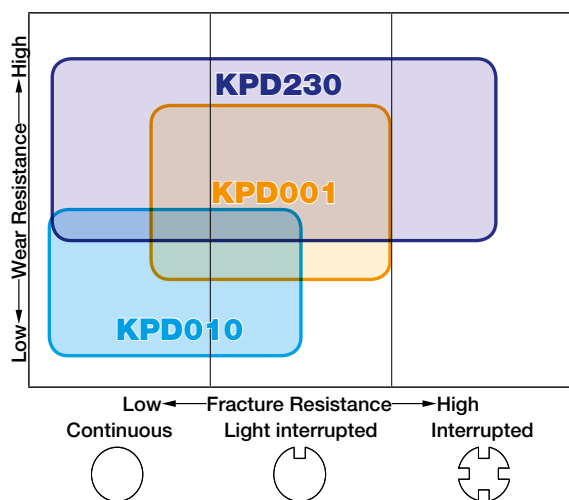 High
Wear Resistance
Low
KPD230
KPD001
KPD010
Low Fracture Resistance High
Continuous Light interrupted Interrupted